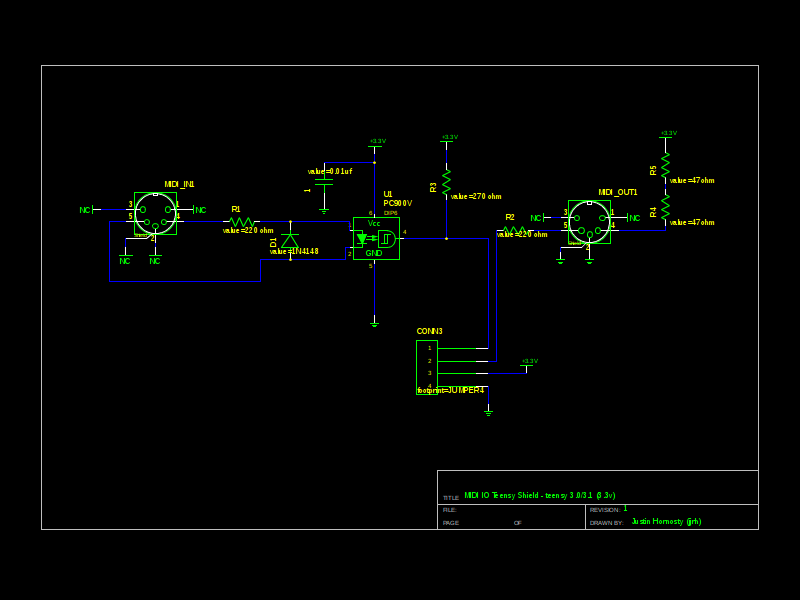 +3.3V
+3.3V
+3.3V
value=0.01uf
1
MIDI_IN1
NC
3
1
NC
5
4
2
NC
NC
R1
value=220 ohm
D1
value=1N4148
U1
PC900V
DIP6
6
Vcc
4
2
GND
5
R3
value=270 ohm
R2
value=220 ohm
MIDI_OUT1
NC
3
1
NC
5
4
2
R5
value=47ohm
R4
value=47ohm
CONN3
1
2
3
4
footprint=JUMPER4
+3.3V
TITLE
MIDI IO Teensy Shield - teensy 3.0/3.1 (3.3v)
FILE:
REVISION:
1
PAGE
OF
DRAWN BY:
Justin Hornosty (jjrh)